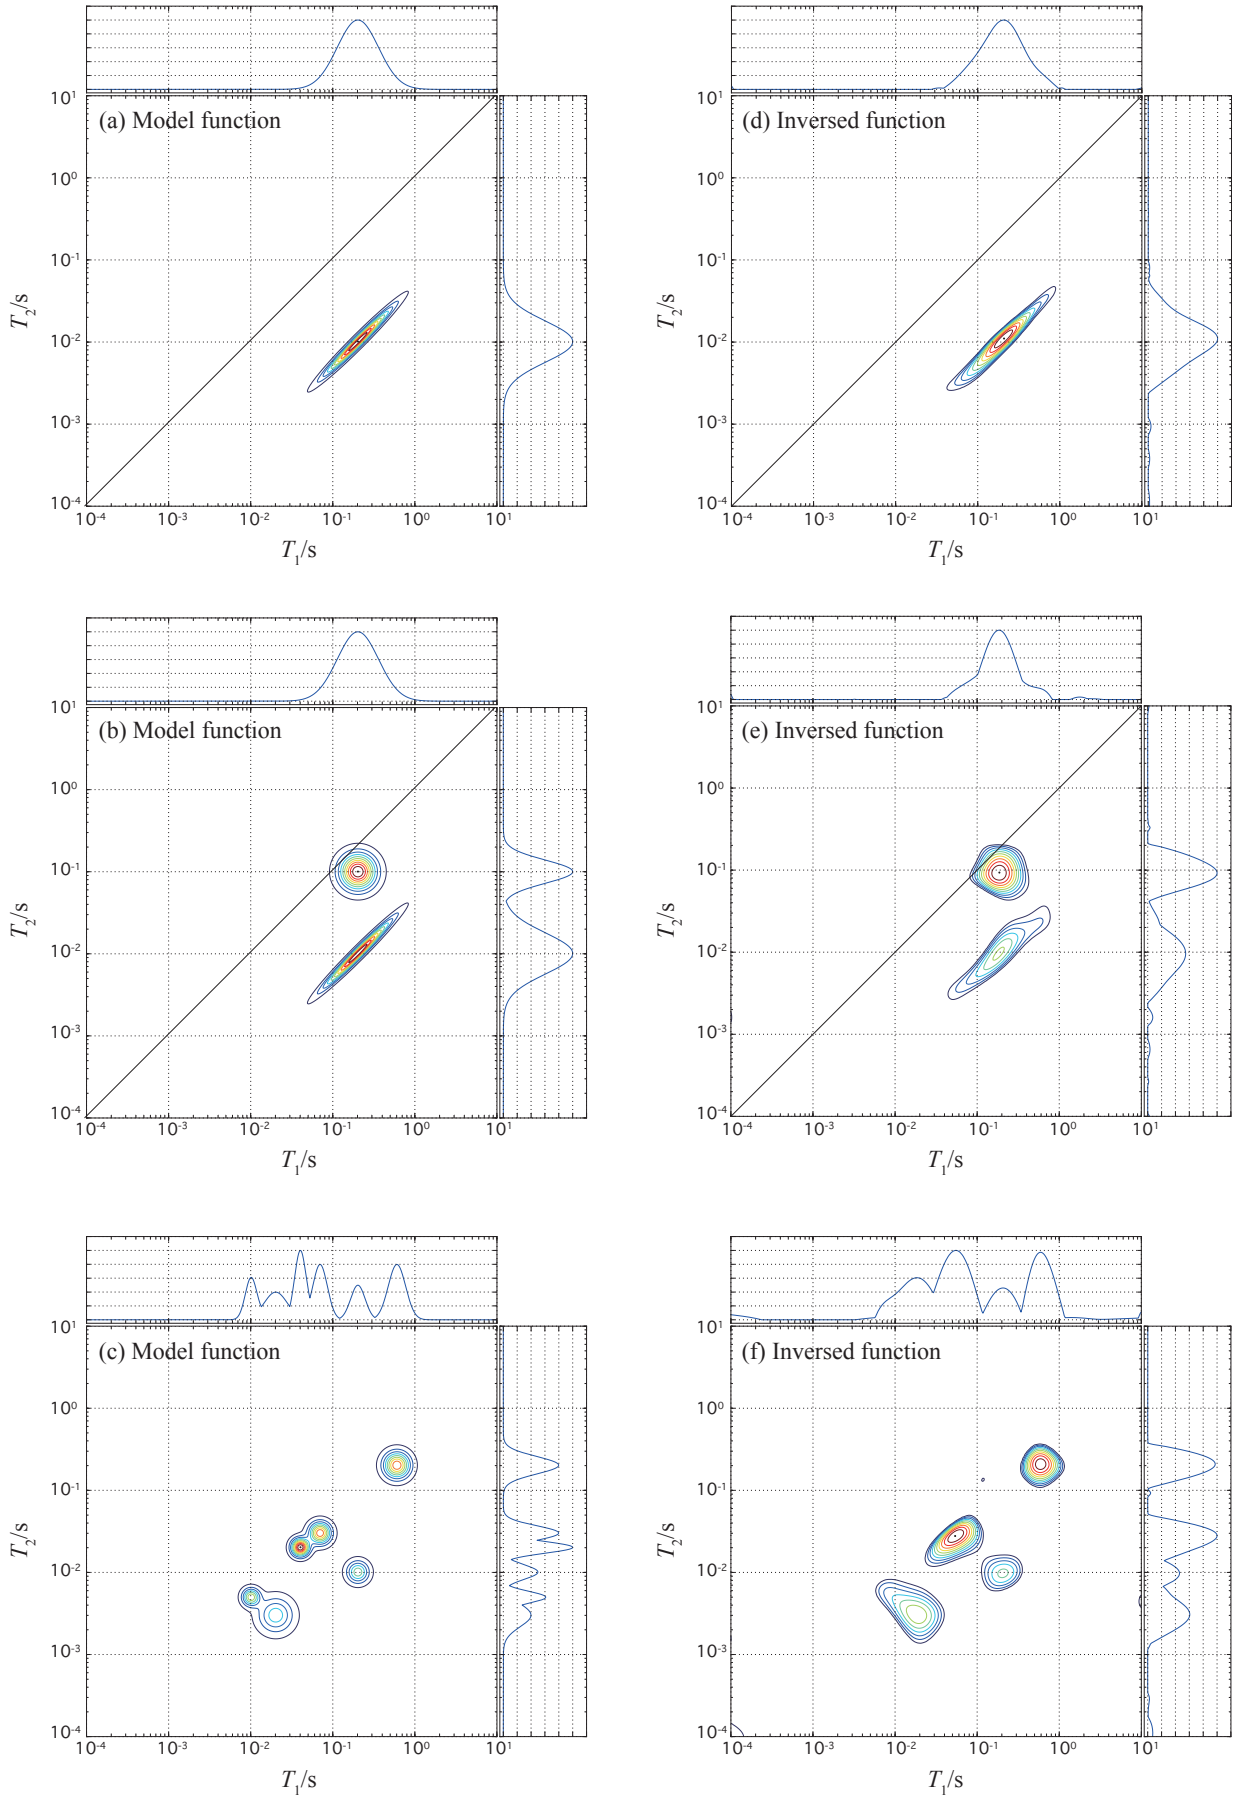 (a) Model function
10¹
10⁰
10⁻¹
10⁻²
10⁻³
10⁻⁴
T₂/s
10⁻⁴ 10⁻³ 10⁻² 10⁻¹ 10⁰ 10¹
T₁/s
(d) Inversed function
10¹
10⁰
10⁻¹
10⁻²
10⁻³
10⁻⁴
T₂/s
10⁻⁴ 10⁻³ 10⁻² 10⁻¹ 10⁰ 10¹
T₁/s
(b) Model function
10¹
10⁰
10⁻¹
10⁻²
10⁻³
10⁻⁴
T₂/s
10⁻⁴ 10⁻³ 10⁻² 10⁻¹ 10⁰ 10¹
T₁/s
(e) Inversed function
10¹
10⁰
10⁻¹
10⁻²
10⁻³
10⁻⁴
T₂/s
10⁻⁴ 10⁻³ 10⁻² 10⁻¹ 10⁰ 10¹
T₁/s
(c) Model function
10¹
10⁰
10⁻¹
10⁻²
10⁻³
10⁻⁴
T₂/s
10⁻⁴ 10⁻³ 10⁻² 10⁻¹ 10⁰ 10¹
T₁/s
(f) Inversed function
10¹
10⁰
10⁻¹
10⁻²
10⁻³
10⁻⁴
T₂/s
10⁻⁴ 10⁻³ 10⁻² 10⁻¹ 10⁰ 10¹
T₁/s